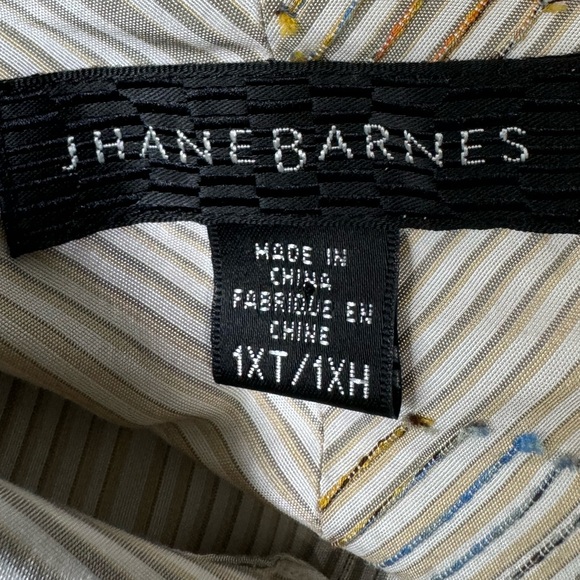 JHANEBARNES
MADE IN
CHINA
FABRIQUE EN
CHINE
1XT/1XH